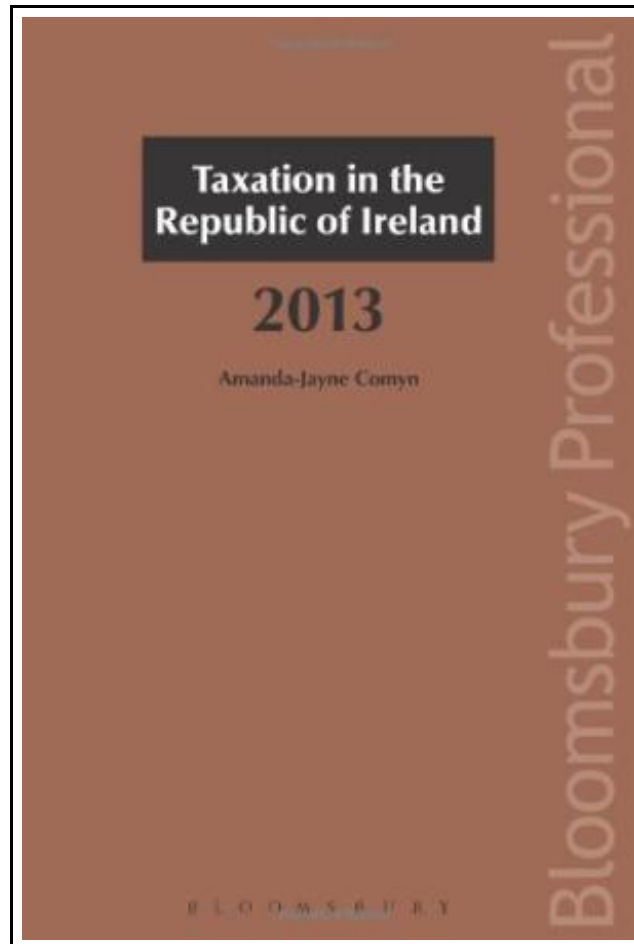 Taxation in the
Republic of Ireland
2013
Amanda-Jayne Comyn
Bloomsbury Professional
BLOOMSBURY